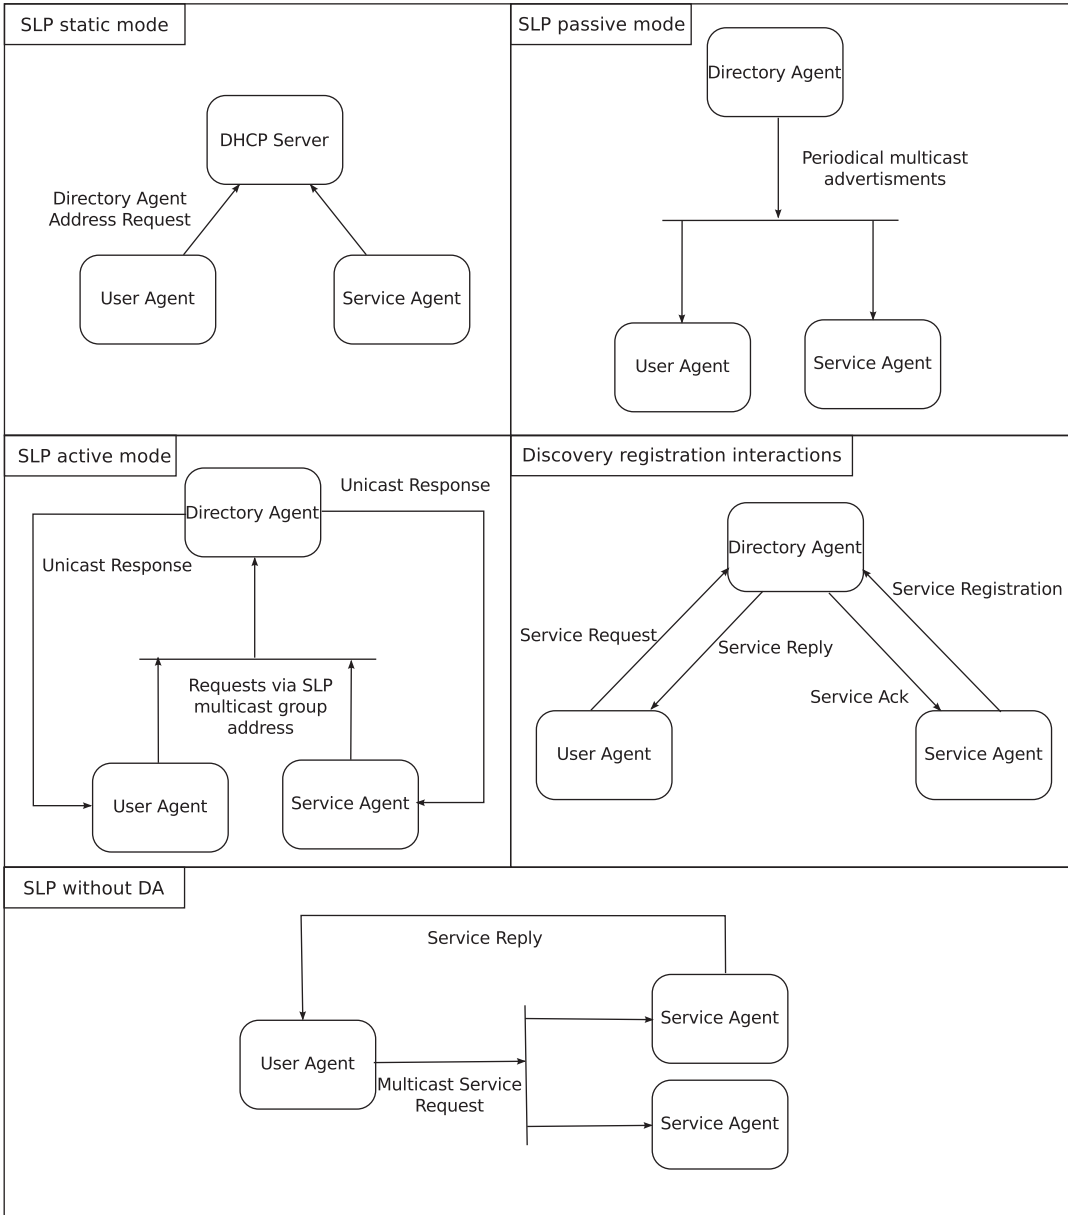 SLP static mode
DHCP Server
Directory Agent
Address Request
User Agent
Service Agent
SLP passive mode
Directory Agent
Periodical multicast
advertisments
User Agent
Service Agent
SLP active mode
Unicast Response
Directory Agent
Unicast Response
Requests via SLP
multicast group
address
User Agent
Service Agent
Discovery registration interactions
Directory Agent
Service Registration
Service Request
Service Reply
Service Ack
User Agent
Service Agent
SLP without DA
Service Reply
Service Agent
User Agent
Multicast Service
Request
Service Agent